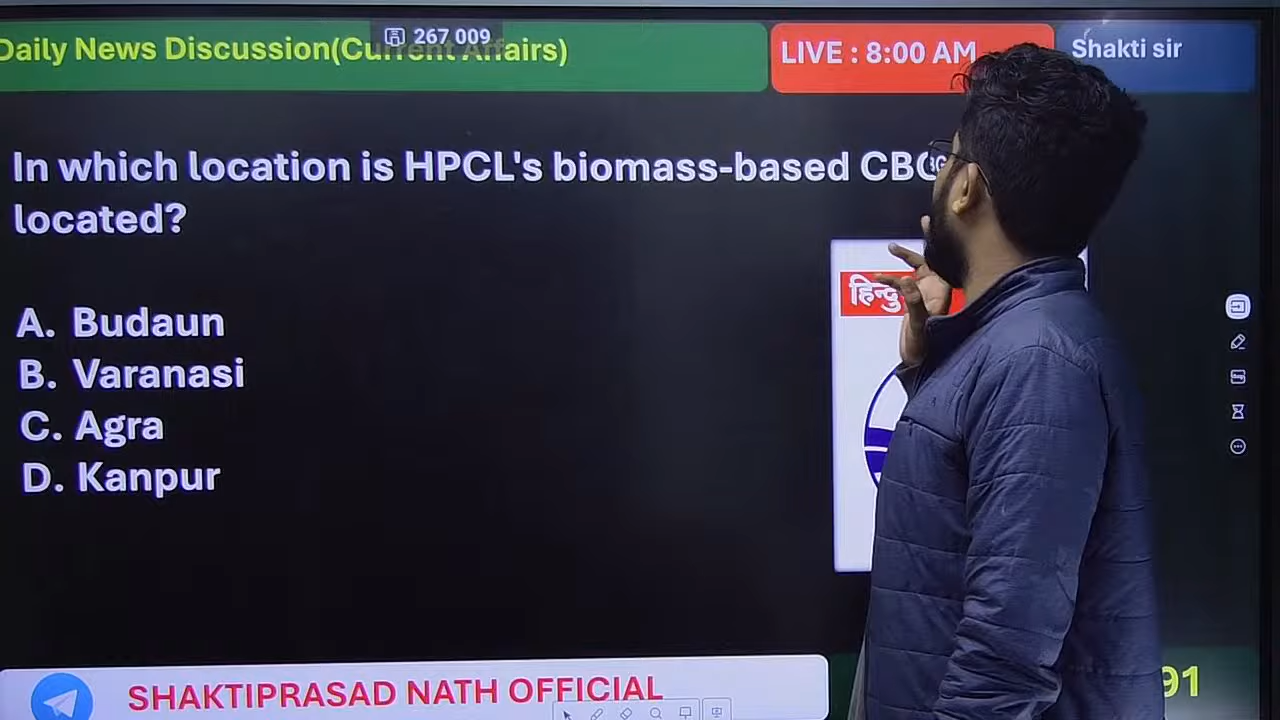 Daily News Discussion(Current Affairs)
267 009
LIVE : 8:00 AM
Shakti sir
In which location is HPCL's biomass-based
located?
A. Budaun
B. Varanasi
C. Agra
D. Kanpur
SHAKTIPRASAD NATH OFFICIAL
91